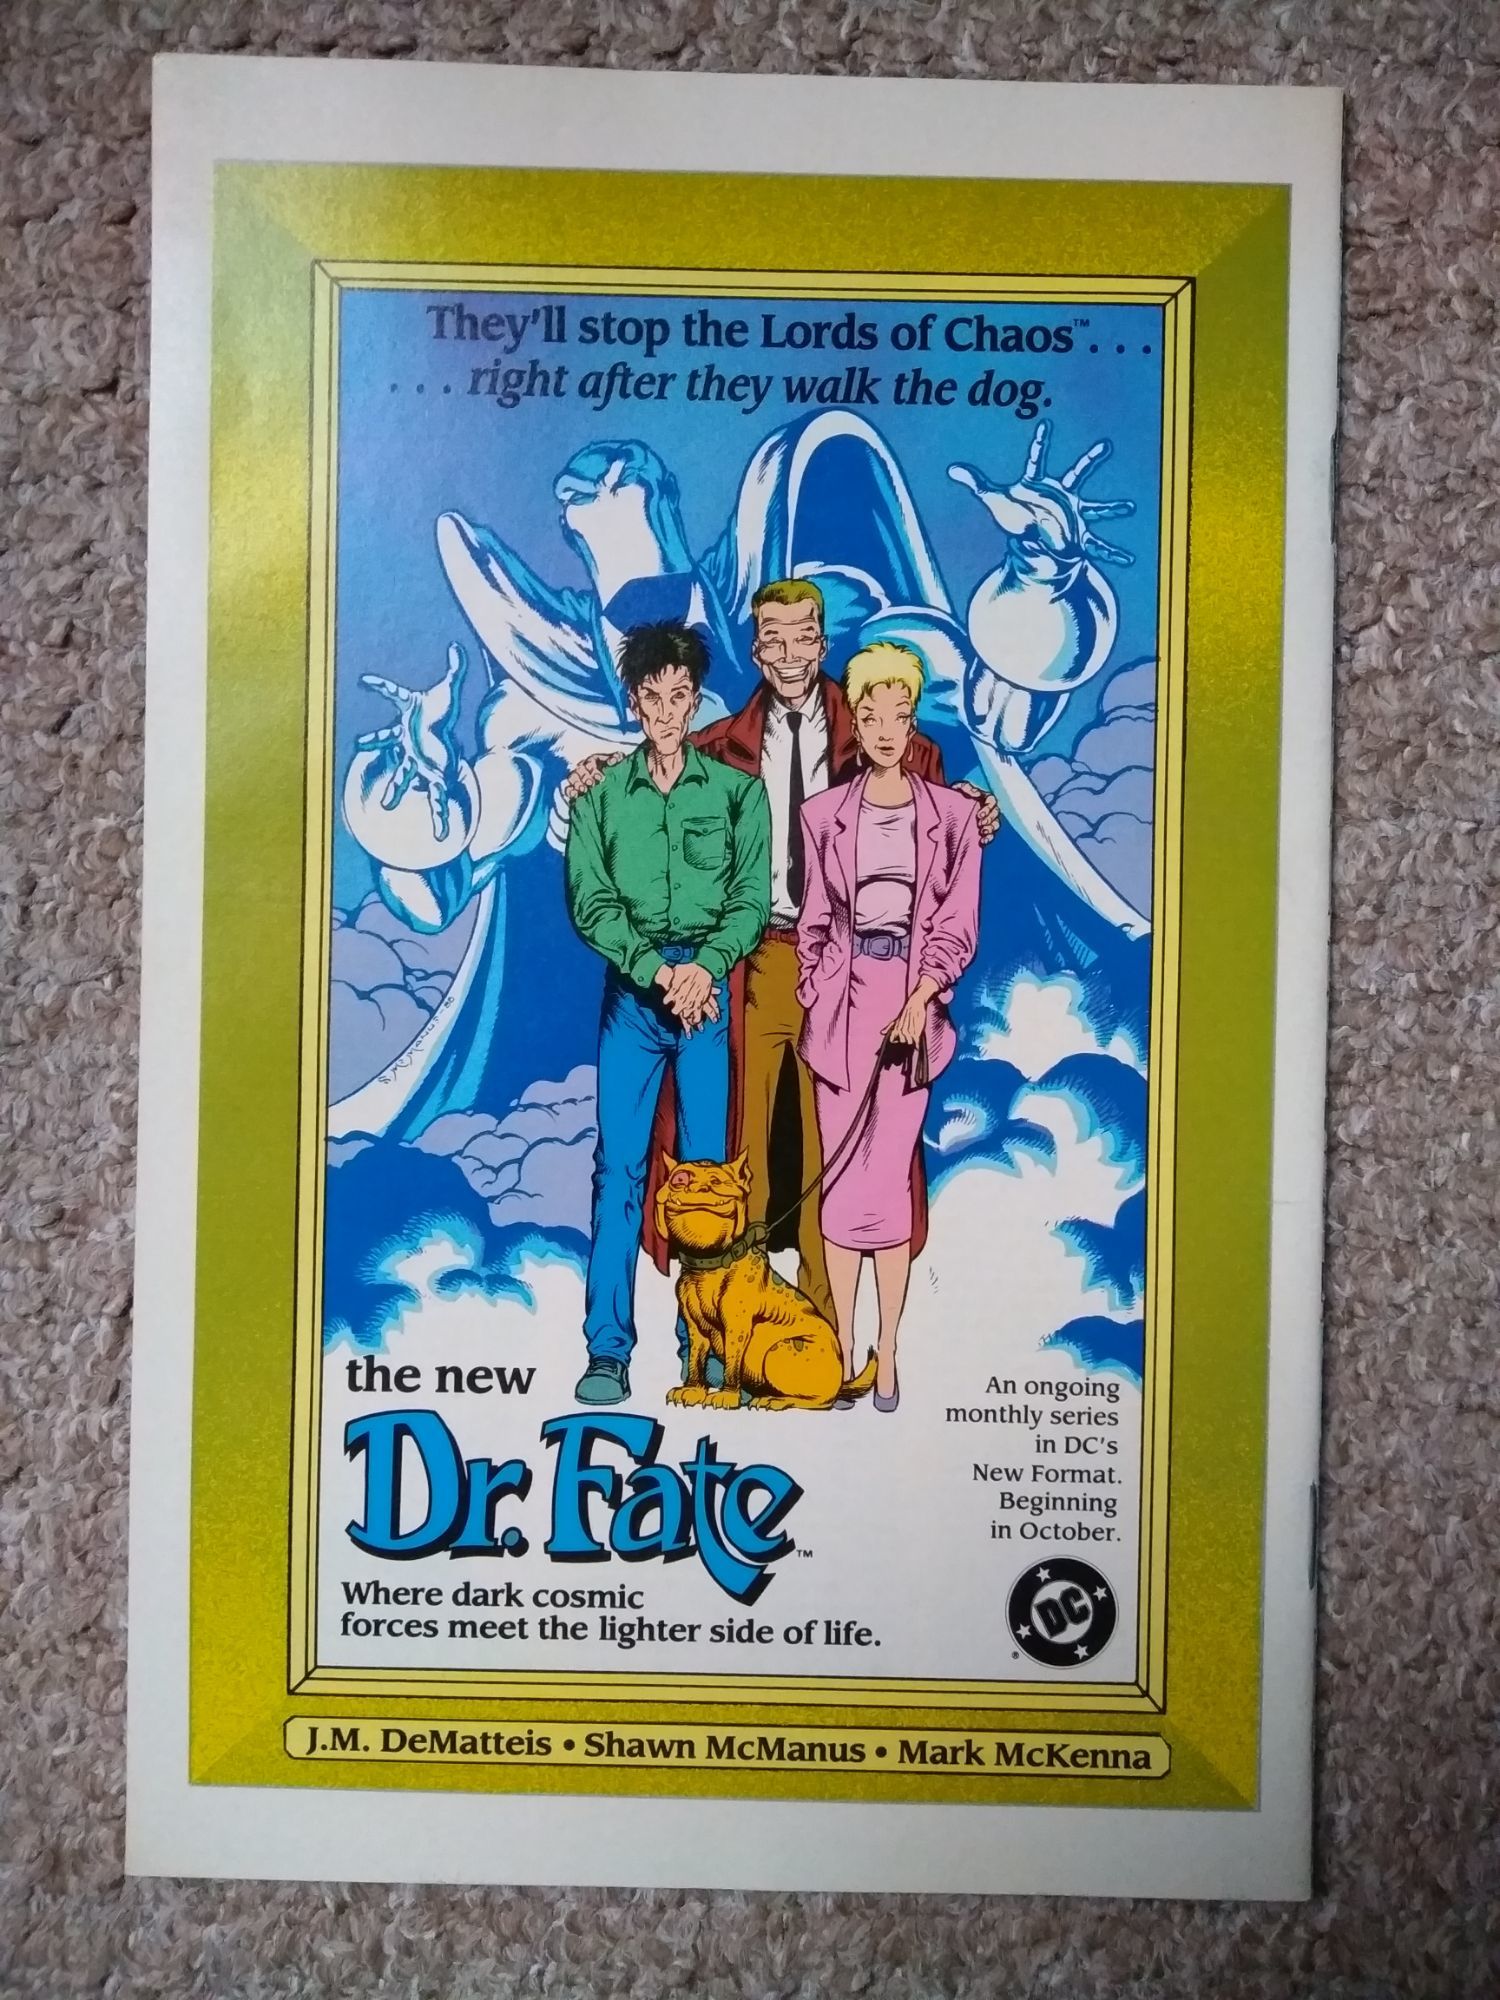 They'll stop the Lords of Chaos™. . .
. . . right after they walk the dog.
S. McManus-88
the new
Dr. Fate™
Where dark cosmic
forces meet the lighter side of life.
An ongoing
monthly series
in DC's
New Format.
Beginning
in October.
DC
®
J.M. DeMatteis • Shawn McManus • Mark McKenna